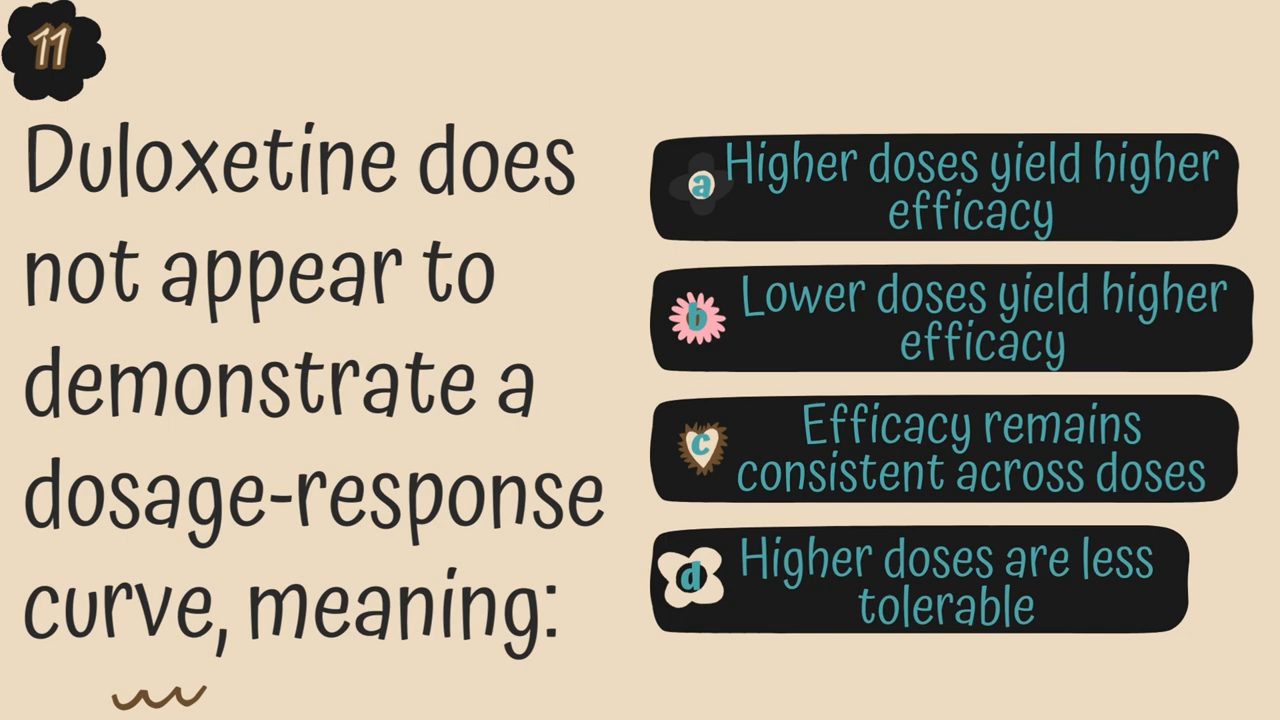 11
Duloxetine does
not appear to
demonstrate a
dosage-response
curve, meaning:
a Higher doses yield higher
efficacy
b Lower doses yield higher
efficacy
c Efficacy remains
consistent across doses
d Higher doses are less
tolerable